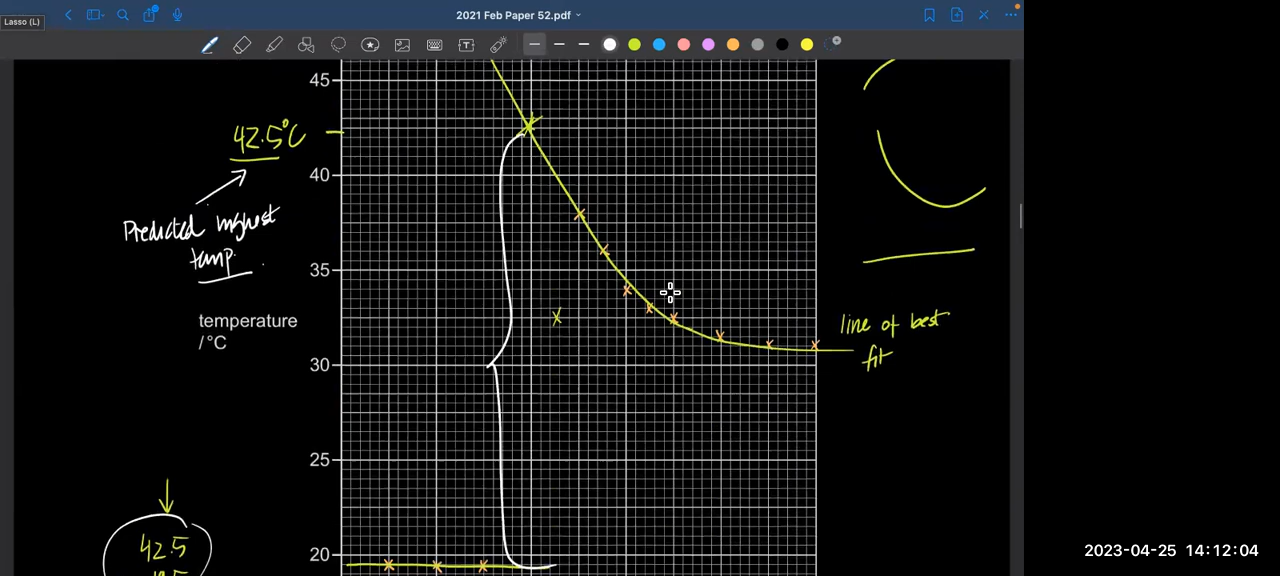 Lasso (L)
2021 Feb Paper 52.pdf
45
42.5°C
40
Predicted highest
temp.
35
temperature
/°C
line of best
fit
30
25
20
42.5
2023-04-25 14:12:04